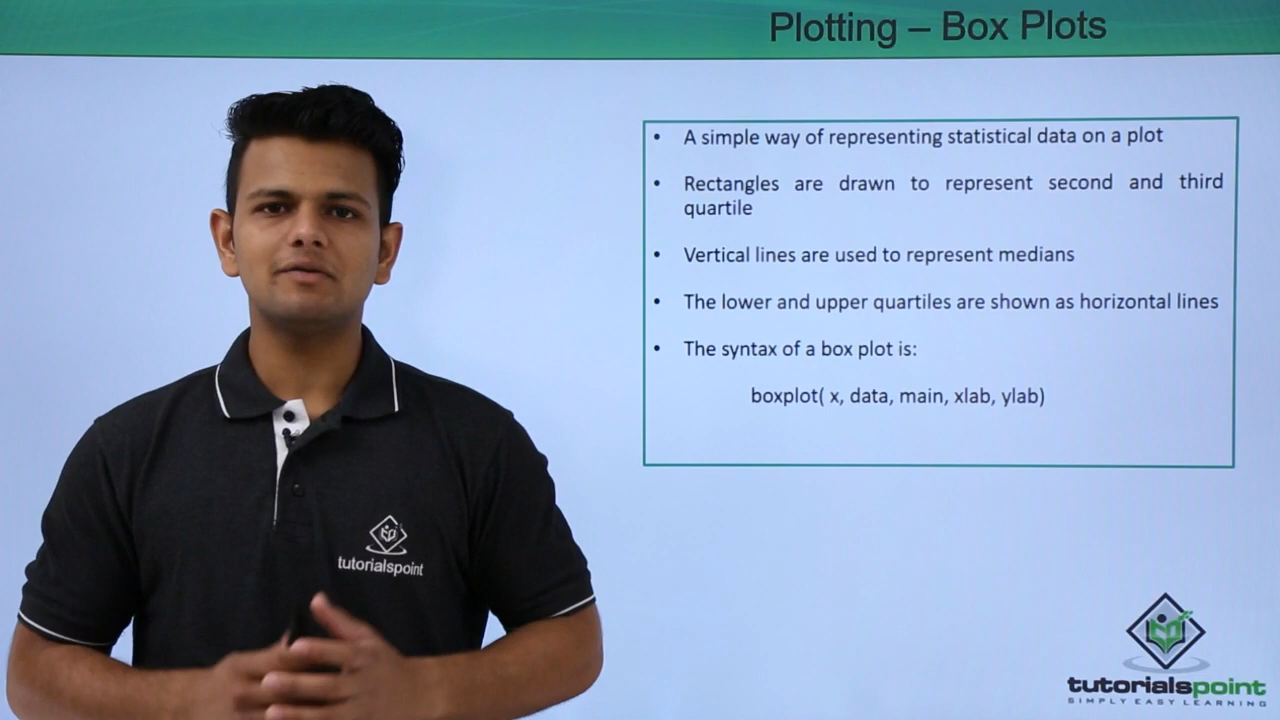 Plotting – Box Plots
• A simple way of representing statistical data on a plot
• Rectangles are drawn to represent second and third
quartile
• Vertical lines are used to represent medians
• The lower and upper quartiles are shown as horizontal lines
• The syntax of a box plot is:
boxplot( x, data, main, xlab, ylab)
tutorialspoint
tutorialspoint
SIMPLY EASY LEARNING